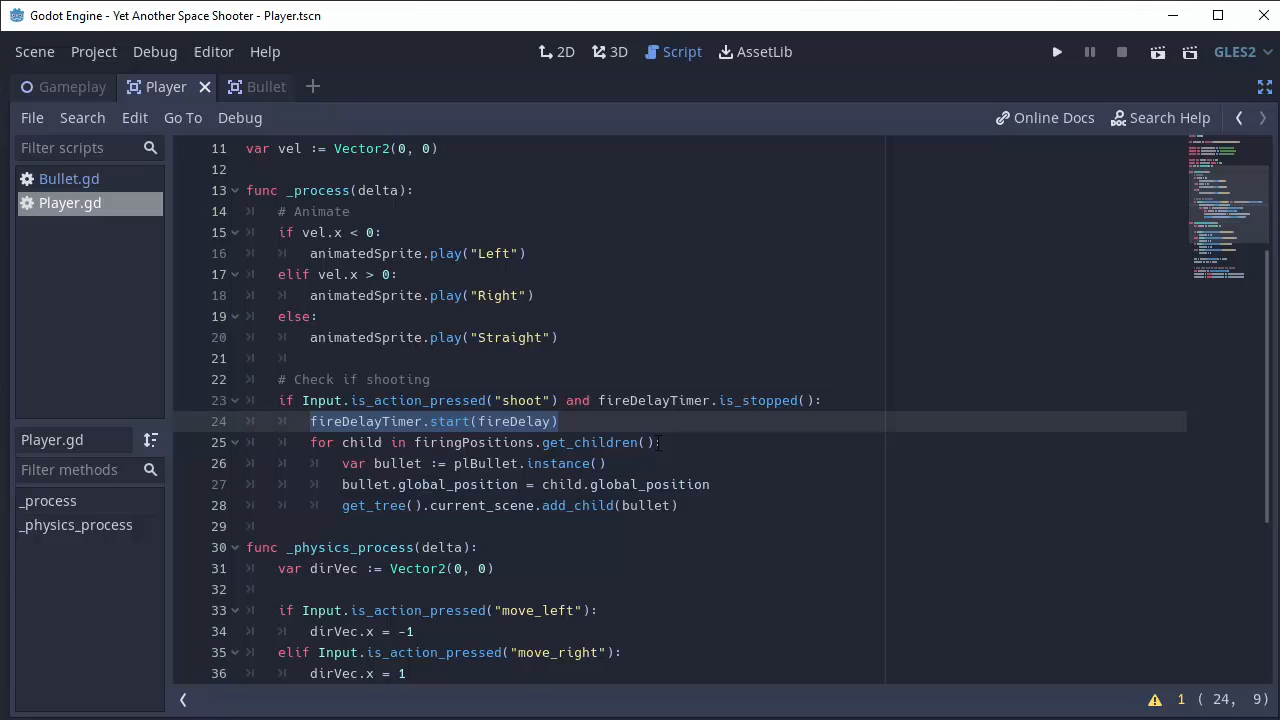 Godot Engine - Yet Another Space Shooter - Player.tscn
Scene Project Debug Editor Help 2D 3D Script AssetLib GLES2
Gameplay Player Bullet
File Search Edit Go To Debug Online Docs Search Help
Filter scripts
Bullet.gd
Player.gd
Player.gd
Filter methods
_process
_physics_process
11 var vel := Vector2(0, 0)
12
13 func _process(delta):
14 # Animate
15 if vel.x < 0:
16 animatedSprite.play("Left")
17 elif vel.x > 0:
18 animatedSprite.play("Right")
19 else:
20 animatedSprite.play("Straight")
21
22 # Check if shooting
23 if Input.is_action_pressed("shoot") and fireDelayTimer.is_stopped():
24 fireDelayTimer.start(fireDelay)
25 for child in firingPositions.get_children():
26 var bullet := plBullet.instance()
27 bullet.global_position = child.global_position
28 get_tree().current_scene.add_child(bullet)
29
30 func _physics_process(delta):
31 var dirVec := Vector2(0, 0)
32
33 if Input.is_action_pressed("move_left"):
34 dirVec.x = -1
35 elif Input.is_action_pressed("move_right"):
36 dirVec.x = 1
1 ( 24, 9)